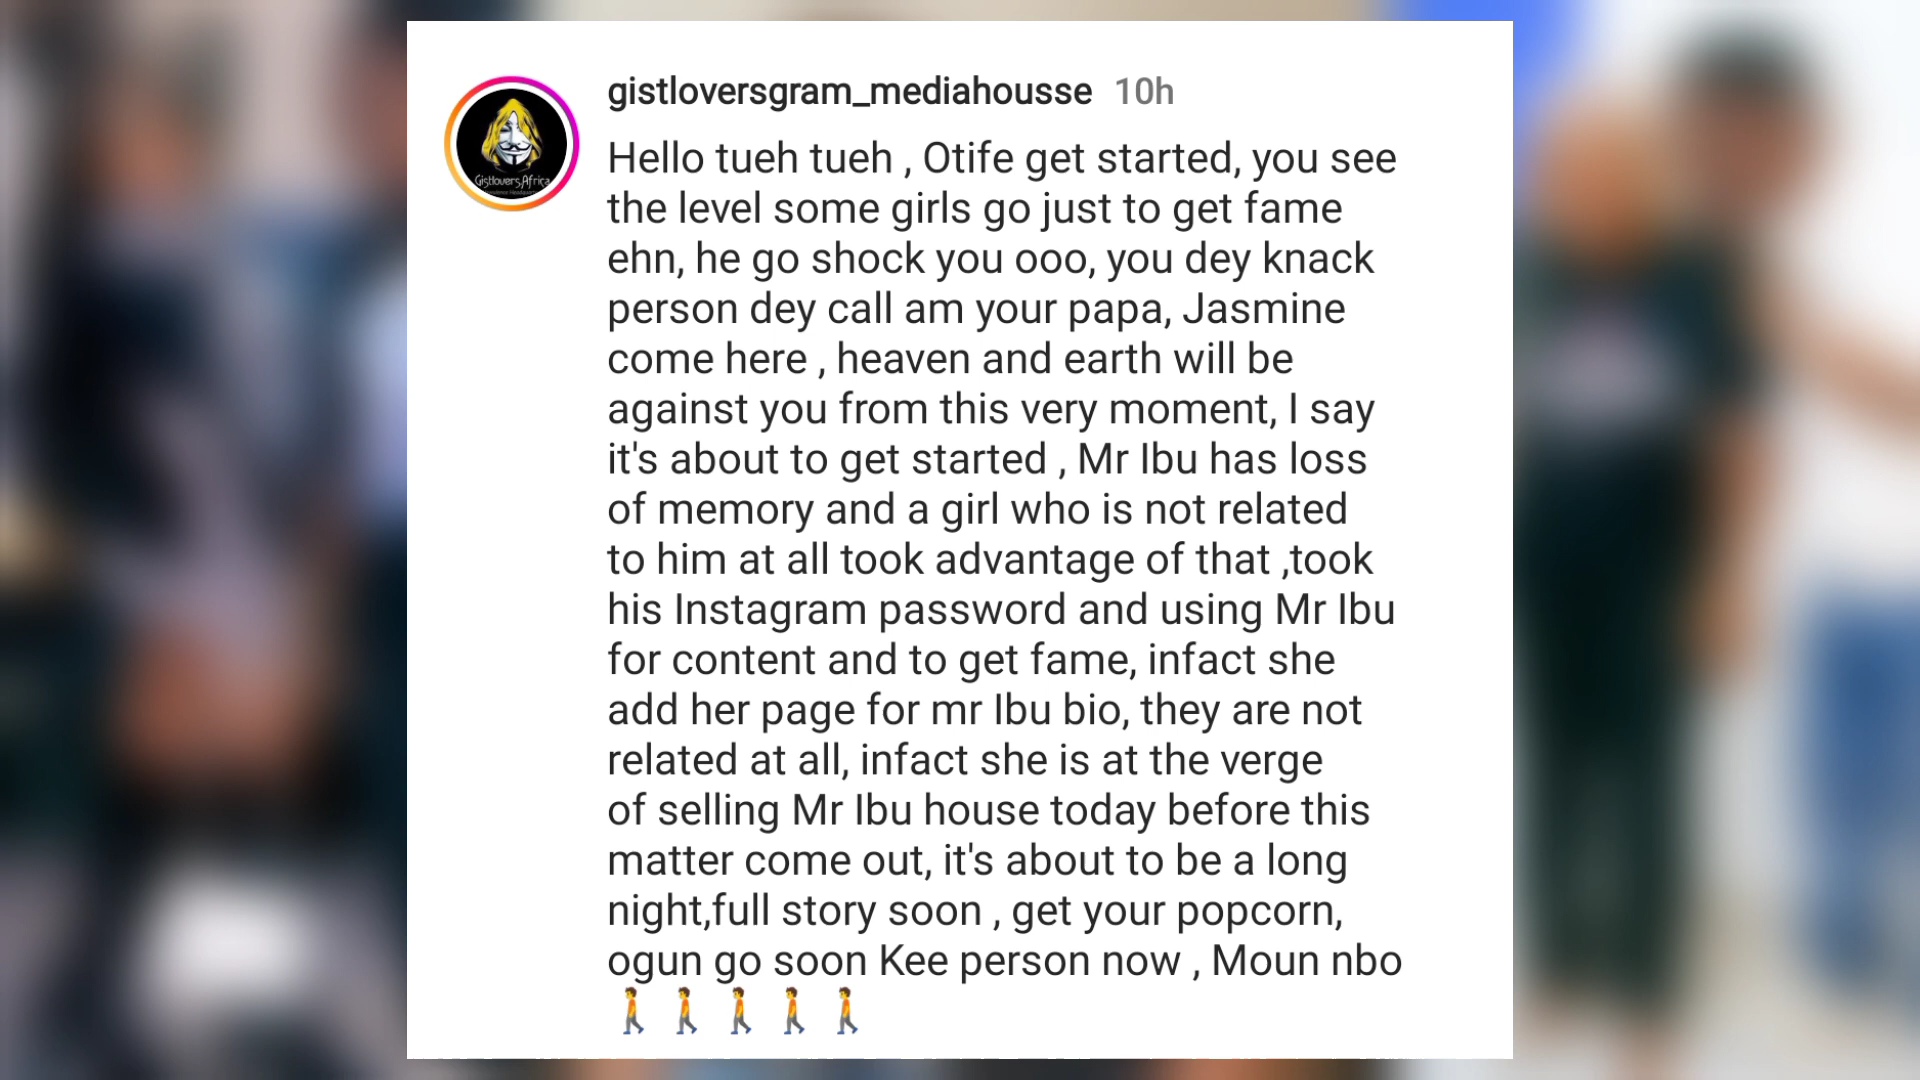 gistloversgram_mediahousse 10h
Hello tueh tueh , Otife get started, you see
the level some girls go just to get fame
ehn, he go shock you ooo, you dey knack
person dey call am your papa, Jasmine
come here , heaven and earth will be
against you from this very moment, I say
it's about to get started , Mr Ibu has loss
of memory and a girl who is not related
to him at all took advantage of that ,took
his Instagram password and using Mr Ibu
for content and to get fame, infact she
add her page for mr Ibu bio, they are not
related at all, infact she is at the verge
of selling Mr Ibu house today before this
matter come out, it's about to be a long
night,full story soon , get your popcorn,
ogun go soon Kee person now , Moun nbo
🚶🚶🚶🚶🚶
Gistlovers.Africa